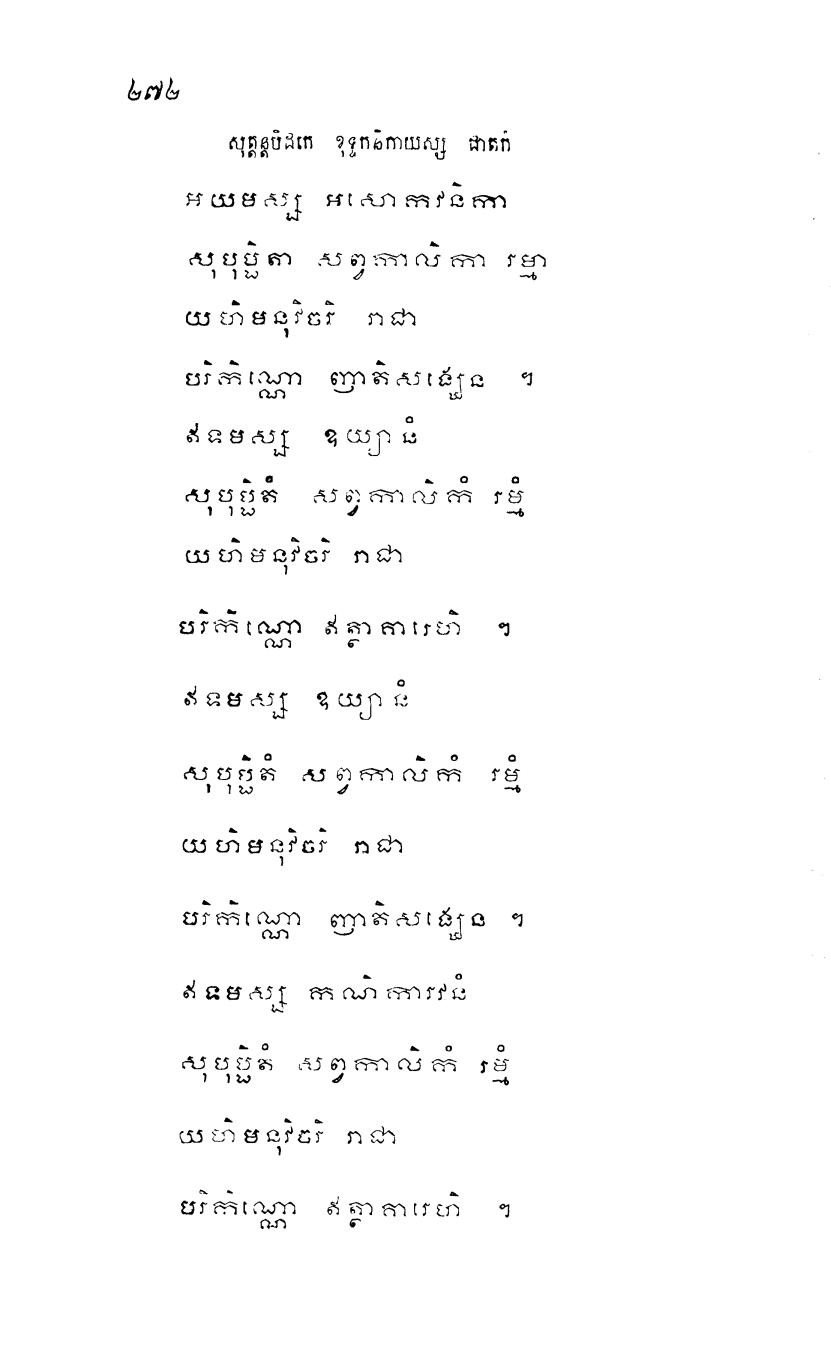 ២៧២
សុត្តន្តបិដកេ ខុទ្ទកនិកាយស្ស ជាតកំ
អយមស្ស អសោកវនិកា
សុបុប្ផិតា សព្វកាលិកា រម្មា
យហិមនុវិចរិ រាជា
បរិកិណ្ណោ ញាតិសង្ឃេន ។
ឥទមស្ស ឧយ្យានំ
សុបុប្ផិតំ សព្វកាលិកំ រម្មំ
យហិមនុវិចរិ រាជា
បរិកិណ្ណោ ឥត្ថាគារេហិ ។
ឥទមស្ស ឧយ្យានំ
សុបុប្ផិតំ សព្វកាលិកំ រម្មំ
យហិមនុវិចរិ រាជា
បរិកិណ្ណោ ញាតិសង្ឃេន ។
ឥទមស្ស កណិការវនំ
សុបុប្ផិតំ សព្វកាលិកំ រម្មំ
យហិមនុវិចរិ រាជា
បរិកិណ្ណោ ឥត្ថាគារេហិ ។